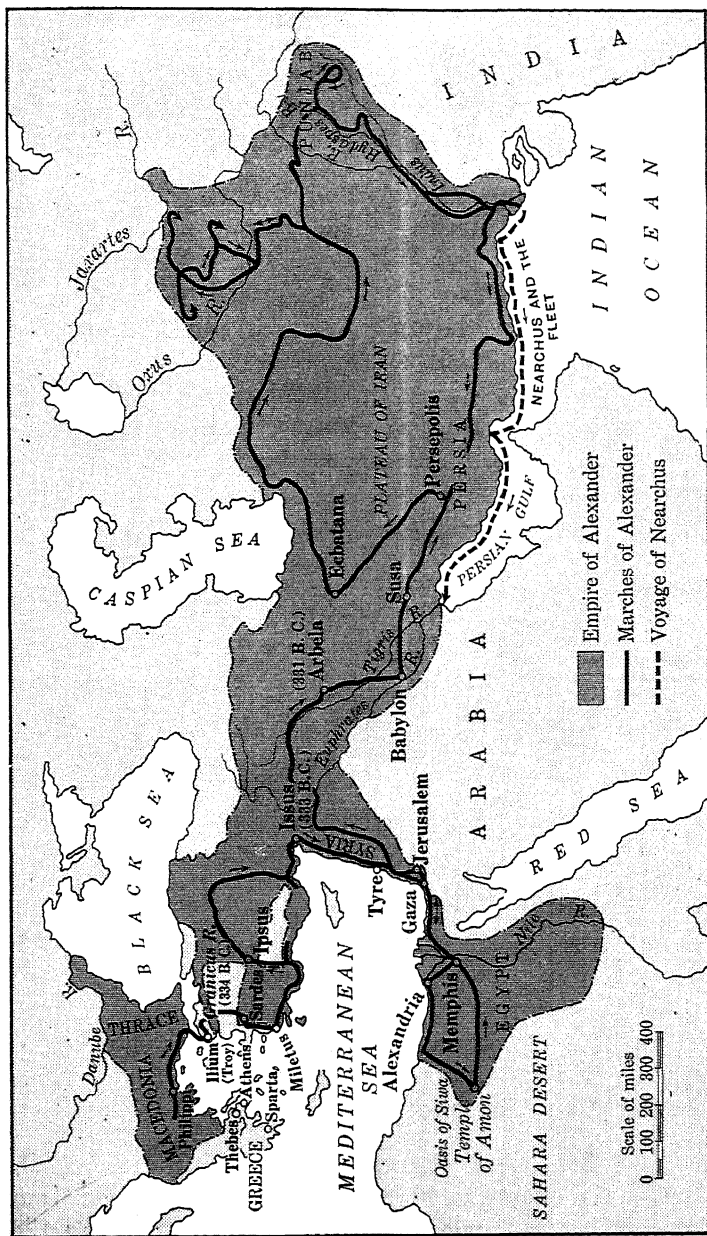 Danube
THRACE
MACEDONIA
Philippi
BLACK SEA
CASPIAN SEA
Oxus
Jaxartes
R.
R.
Granicus R.
(334 B.C.)
Ilium
(Troy)
Sardes
Ipsus
Thebes
Athens
Sparta
GREECE
Miletus
Issus
(333 B.C.)
(331 B.C.)
Arbela
Ecbatana
PLATEAU OF IRAN
PUNJAB
Hydaspes R.
Indus
R.
INDIA
MEDITERRANEAN
SEA
SYRIA
Tyre
Euphrates
R.
Tigris
R.
Babylon
Susa
Persepolis
PERSIA
Gaza
Jerusalem
Alexandria
Memphis
EGYPT
Nile
R.
Oasis of Siwa
Temple
of Amon
SAHARA DESERT
RED SEA
ARABIA
PERSIAN
GULF
NEARCHUS AND THE
FLEET
INDIAN
OCEAN
Scale of miles
0 100 200 300 400
Empire of Alexander
Marches of Alexander
Voyage of Nearchus